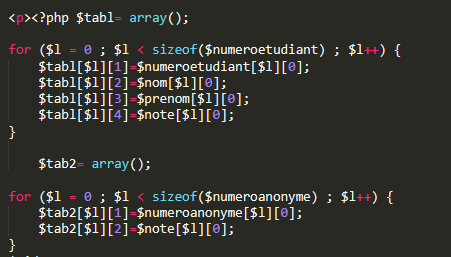 <p><?php $tabl= array();
for ($l = 0 ; $l < sizeof($numeroetudiant) ; $l++) {
$tabl[$l][1]=$numeroetudiant[$l][0];
$tabl[$l][2]=$nom[$l][0];
$tabl[$l][3]=$prenom[$l][0];
$tabl[$l][4]=$note[$l][0];
}
$tab2= array();
for ($l = 0 ; $l < sizeof($numeroanonyme) ; $l++) {
$tab2[$l][1]=$numeroanonyme[$l][0];
$tab2[$l][2]=$note[$l][0];
}